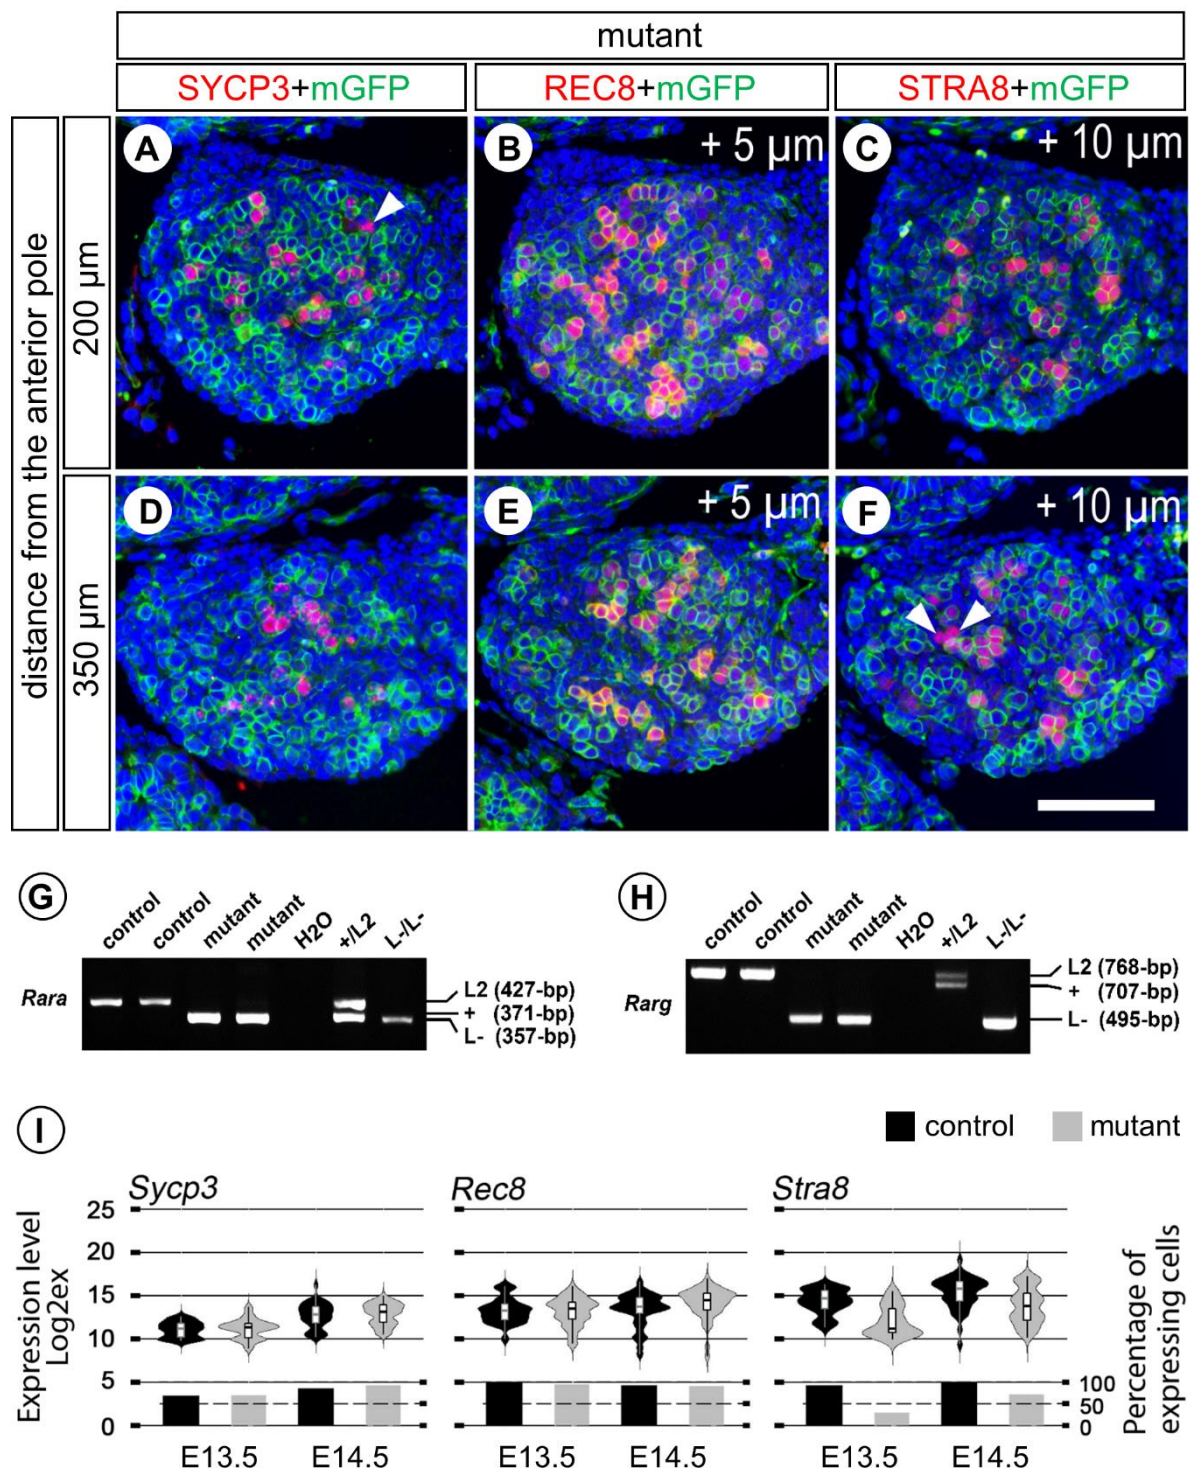 mutant
SYCP3+mGFP REC8+mGFP STRA8+mGFP
distance from the anterior pole
200 µm
A B + 5 µm C + 10 µm
350 µm
D E + 5 µm F + 10 µm
G
control control mutant mutant H2O +/L2 L-/L-
Rara
L2 (427-bp)
+ (371-bp)
L- (357-bp)
H
control control mutant mutant H2O +/L2 L-/L-
Rarg
L2 (768-bp)
+ (707-bp)
L- (495-bp)
I
control mutant
Sycp3 Rec8 Stra8
Expression level
Log2ex
25
20
15
10
5
0
100
50
0
Percentage of
expressing cells
E13.5 E14.5 E13.5 E14.5 E13.5 E14.5